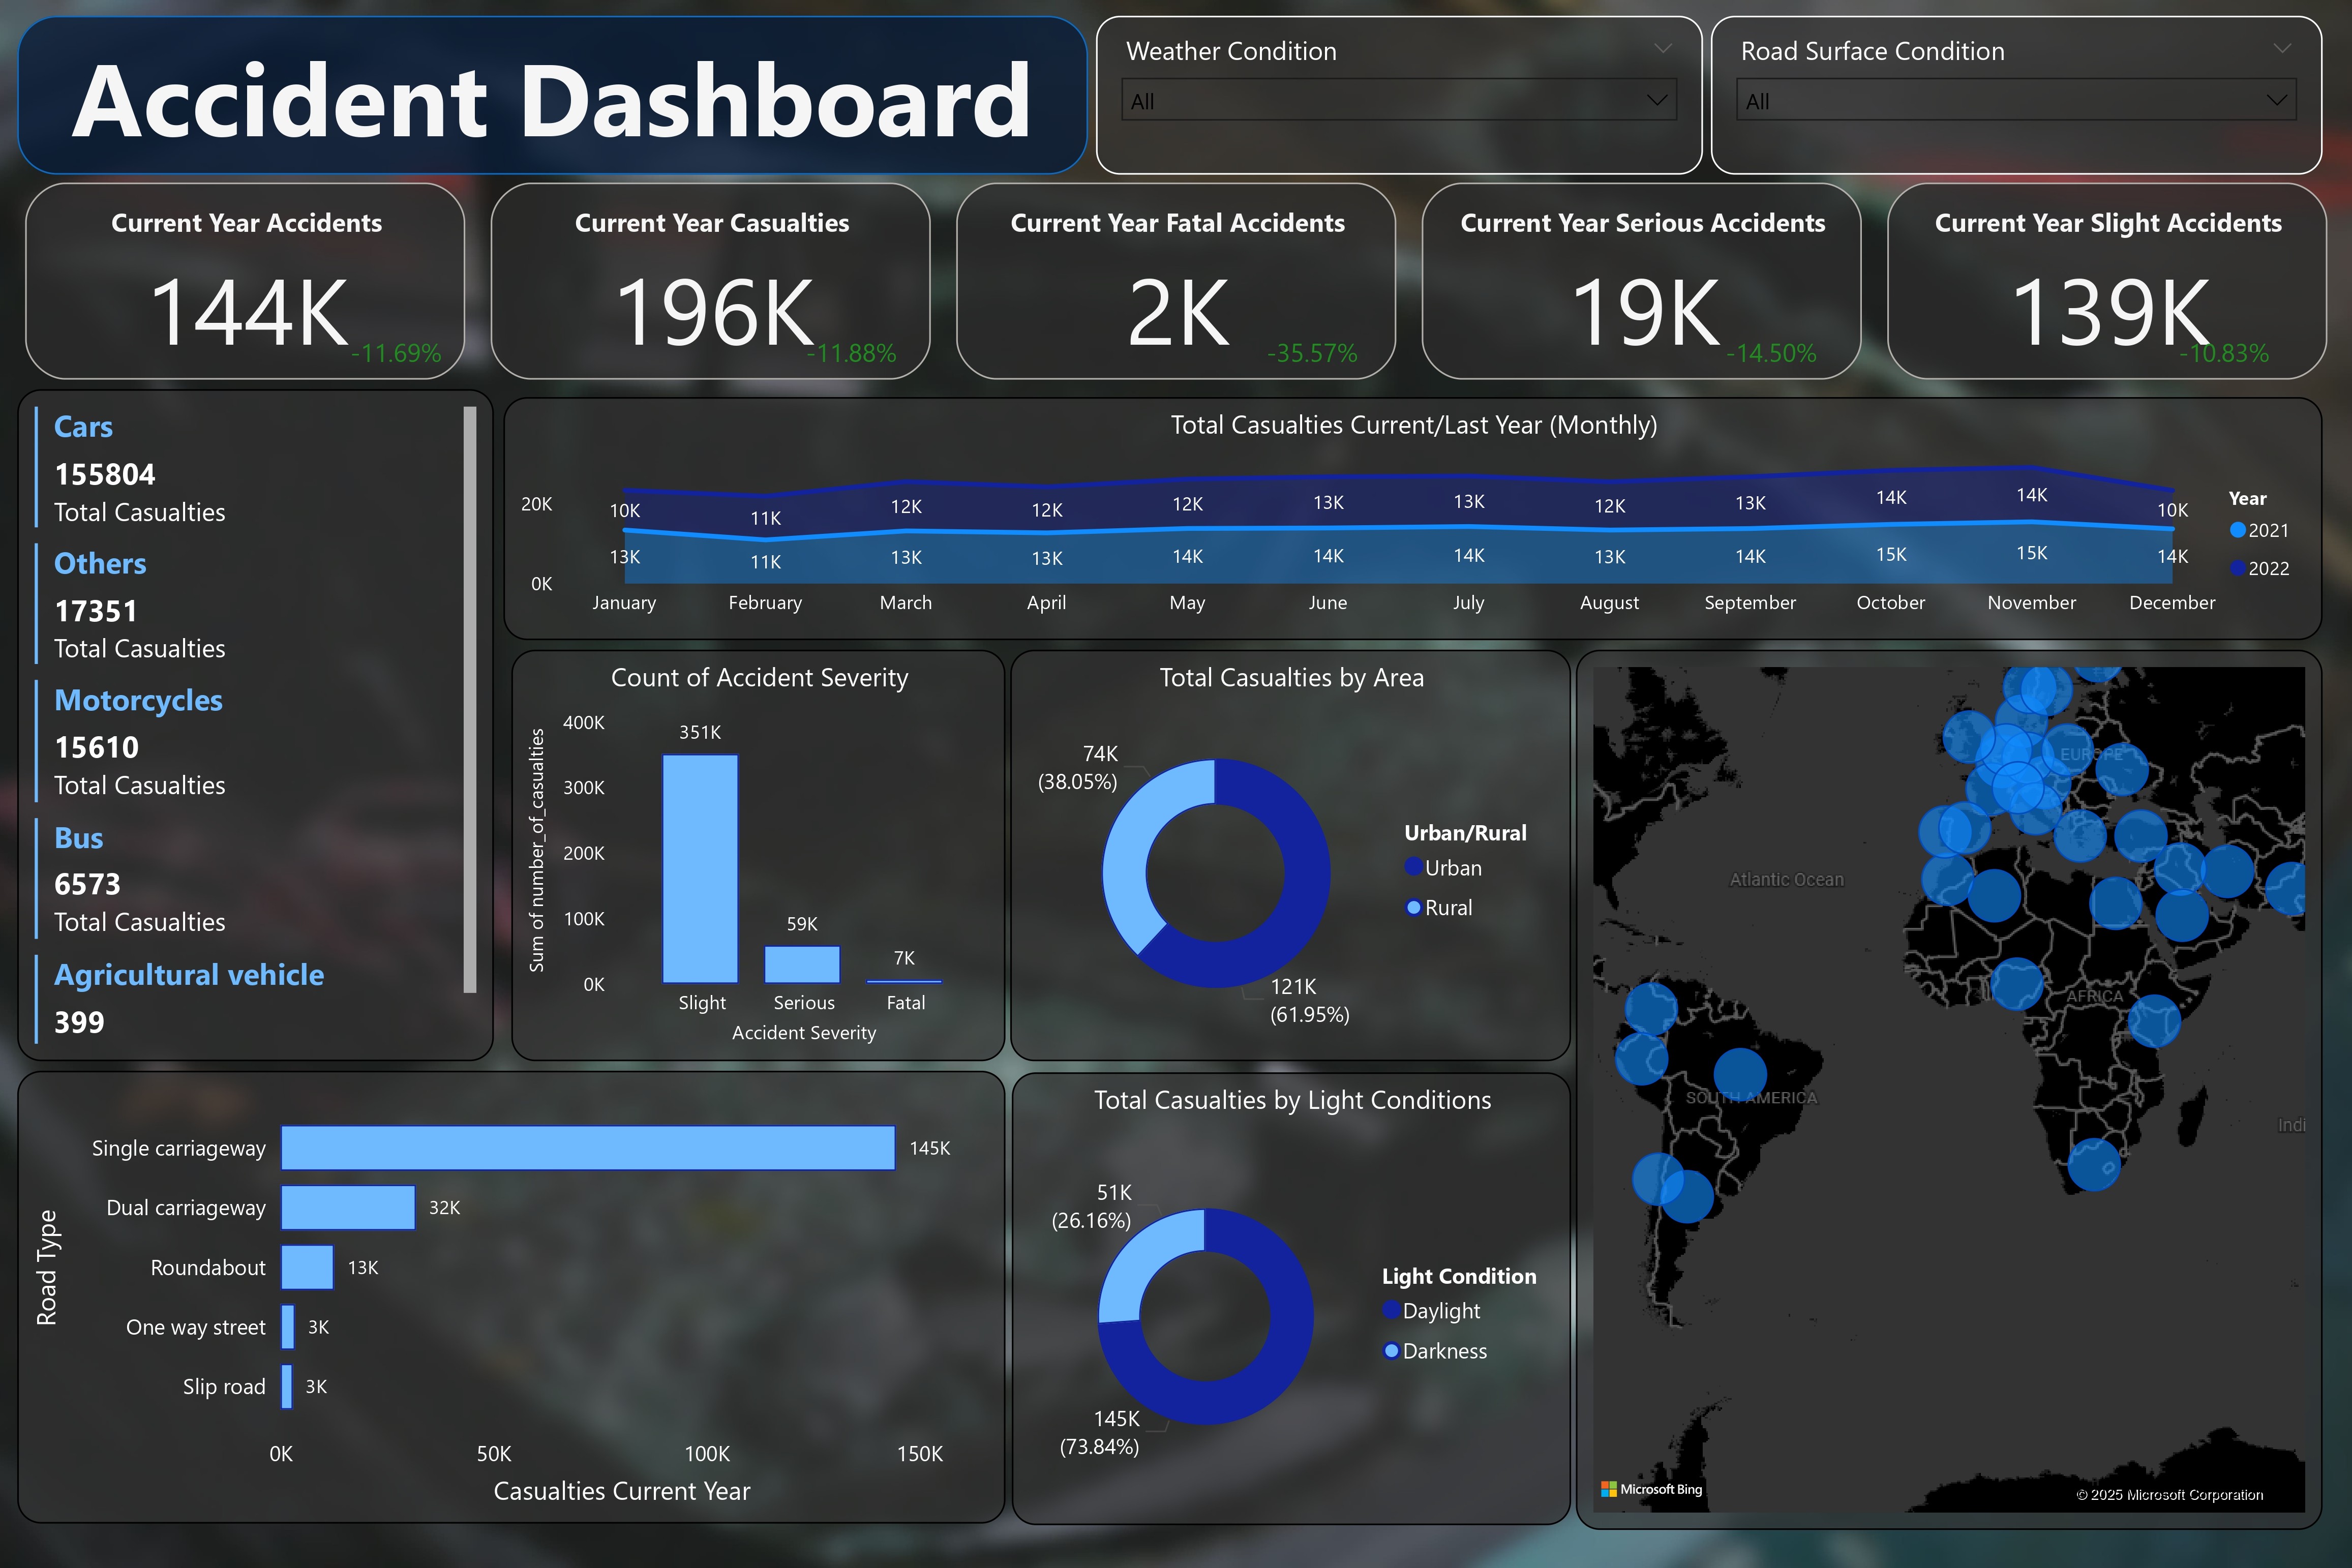 Accident Dashboard
Weather Condition
All
Road Surface Condition
All
Current Year Accidents
144K
-11.69%
Current Year Casualties
196K
-11.88%
Current Year Fatal Accidents
2K
-35.57%
Current Year Serious Accidents
19K
-14.50%
Current Year Slight Accidents
139K
-10.83%
Cars
155804
Total Casualties
Others
17351
Total Casualties
Motorcycles
15610
Total Casualties
Bus
6573
Total Casualties
Agricultural vehicle
399
Total Casualties Current/Last Year (Monthly)
20K
0K
10K 11K 12K 12K 12K 13K 13K 12K 13K 14K 14K 10K
13K 11K 13K 13K 14K 14K 14K 13K 14K 15K 15K 14K
January February March April May June July August September October November December
Year
2021
2022
Count of Accident Severity
Sum of number_of_casualties
400K
300K
200K
100K
0K
351K
59K
7K
Slight Serious Fatal
Accident Severity
Total Casualties by Area
74K
(38.05%)
121K
(61.95%)
Urban/Rural
Urban
Rural
EUROPE
Atlantic Ocean
AFRICA
SOUTH AMERICA
Indi
Microsoft Bing
© 2025 Microsoft Corporation
Road Type
Single carriageway 145K
Dual carriageway 32K
Roundabout 13K
One way street 3K
Slip road 3K
0K 50K 100K 150K
Casualties Current Year
Total Casualties by Light Conditions
51K
(26.16%)
145K
(73.84%)
Light Condition
Daylight
Darkness